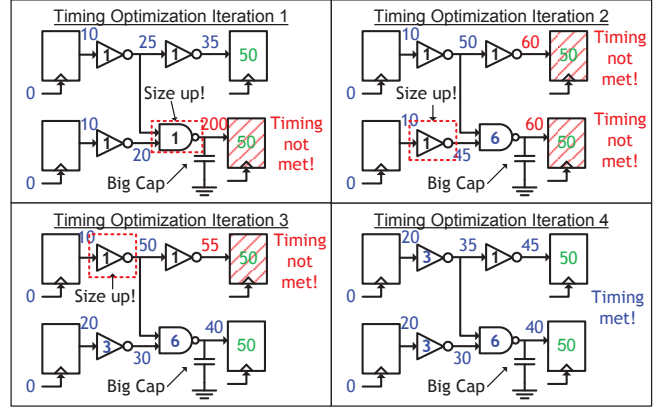 Timing Optimization Iteration 1
10 25 35
1 1 50
0 Size up!
10 1 200 Timing
1 20 50 not
0 Big Cap met!
Timing Optimization Iteration 2
10 50 60 Timing
1 1 50 not
0 Size up! met!
10 60 Timing
1 45 6 50 not
0 Big Cap met!
Timing Optimization Iteration 3
10 50 55 Timing
1 1 50 not
0 Size up! met!
20 6 40
3 30 50
0 Big Cap
Timing Optimization Iteration 4
20 35 45
3 1 50
0 Timing
met!
20 6 40
3 30 50
0 Big Cap